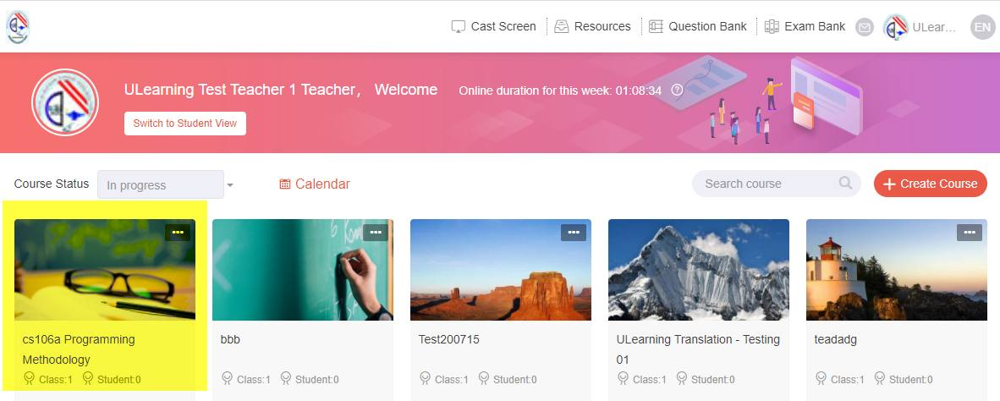 Cast Screen Resources Question Bank Exam Bank ULear... EN
ULearning Test Teacher 1 Teacher， Welcome Online duration for this week: 01:08:34
Switch to Student View
Course Status In progress Calendar Search course + Create Course
cs106a Programming
Methodology
Class:1 Student:0
bbb
Class:1 Student:0
Test200715
Class:1 Student:0
ULearning Translation - Testing
01
Class:1 Student:0
teadadg
Class:1 Student:0